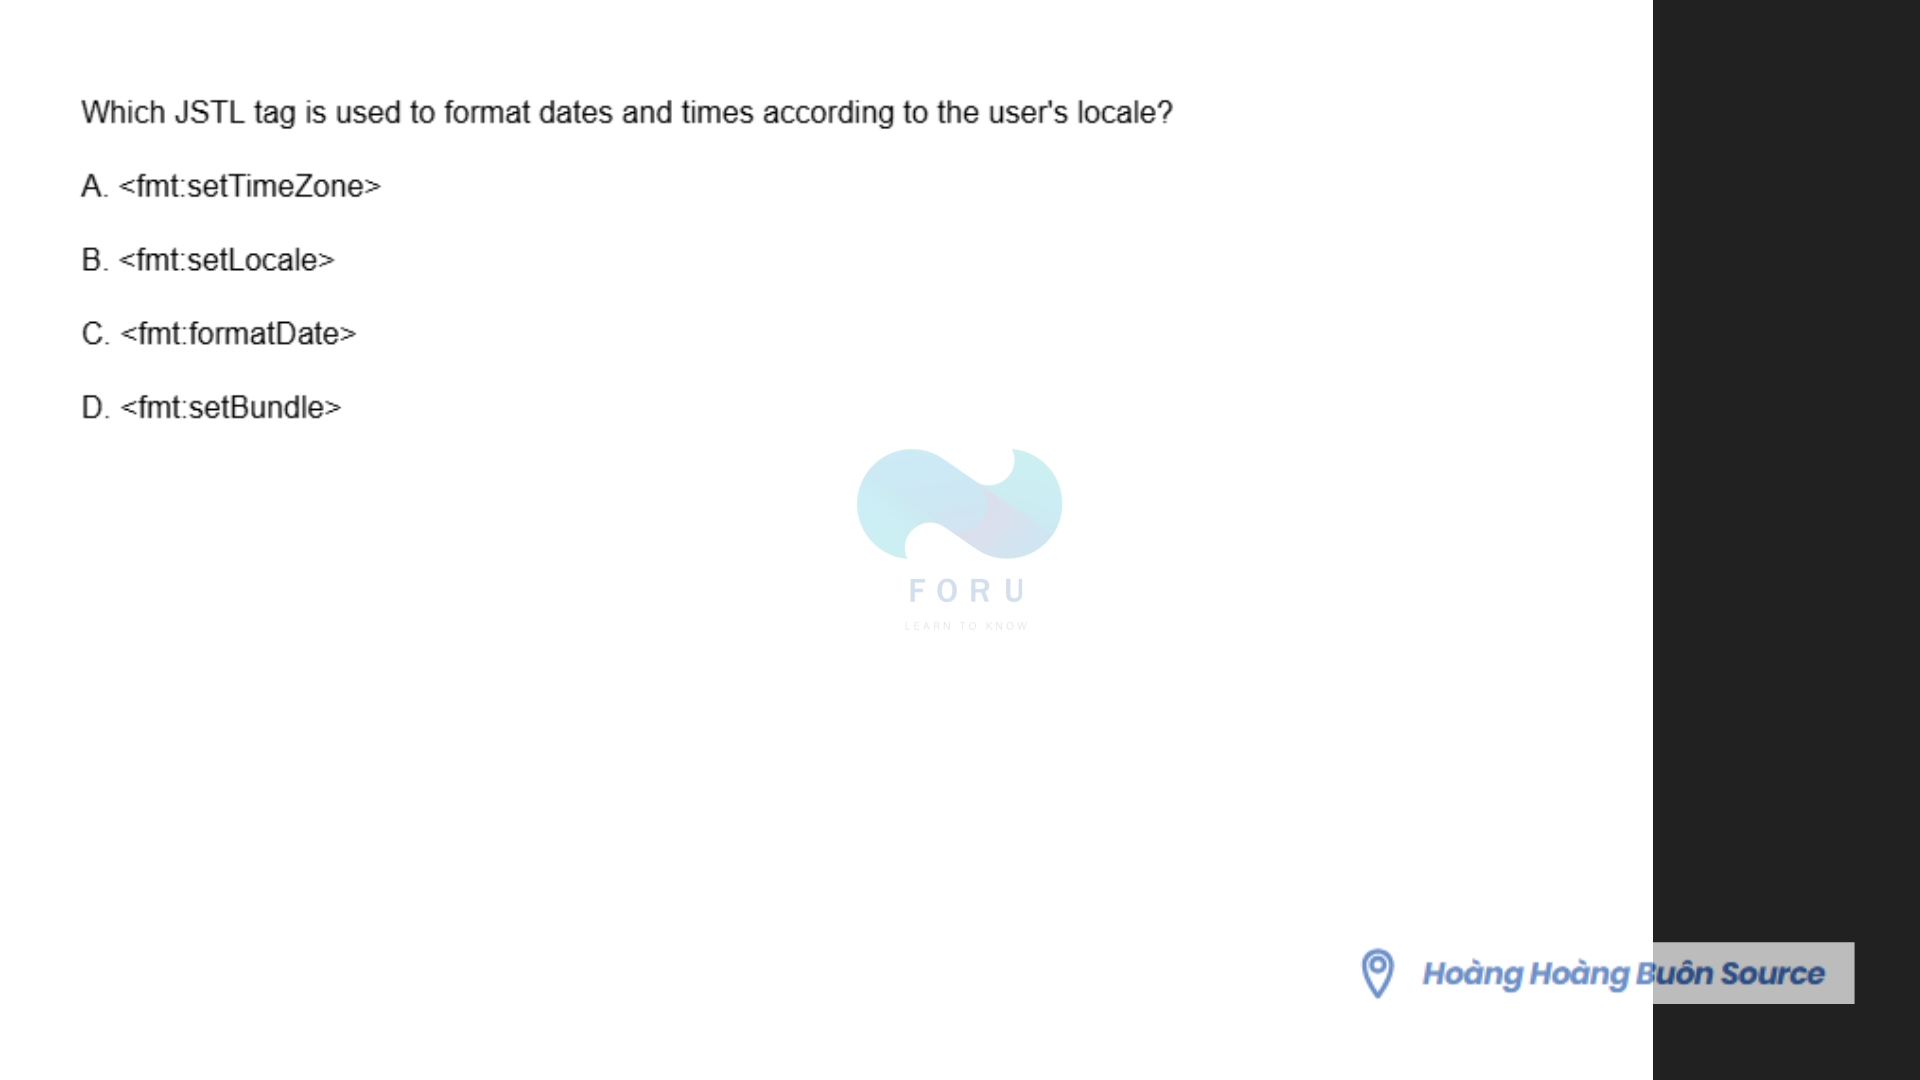 Which JSTL tag is used to format dates and times according to the user's locale?
A. <fmt:setTimeZone>
B. <fmt:setLocale>
C. <fmt:formatDate>
D. <fmt:setBundle>
FORU
LEARN TO KNOW
Hoàng Hoàng Buôn Source